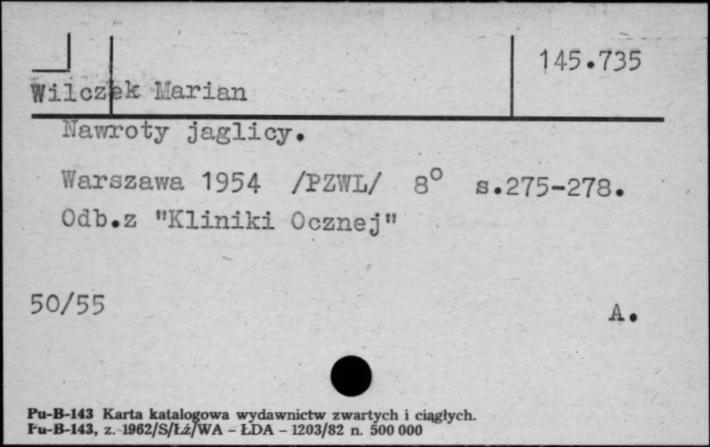 145.735
Wilczek Marian
Nawroty jaglicy.
Warszawa 1954 /PZWL/ 8° s.275-278.
Odb.z "Kliniki Ocznej"
50/55 A.
Pu-B-143 Karta katalogowa wydawnictw zwartych i ciągłych.
Pu-B-143, z. 1962/S/Łż/WA - ŁDA - 1203/82 n. 500 000